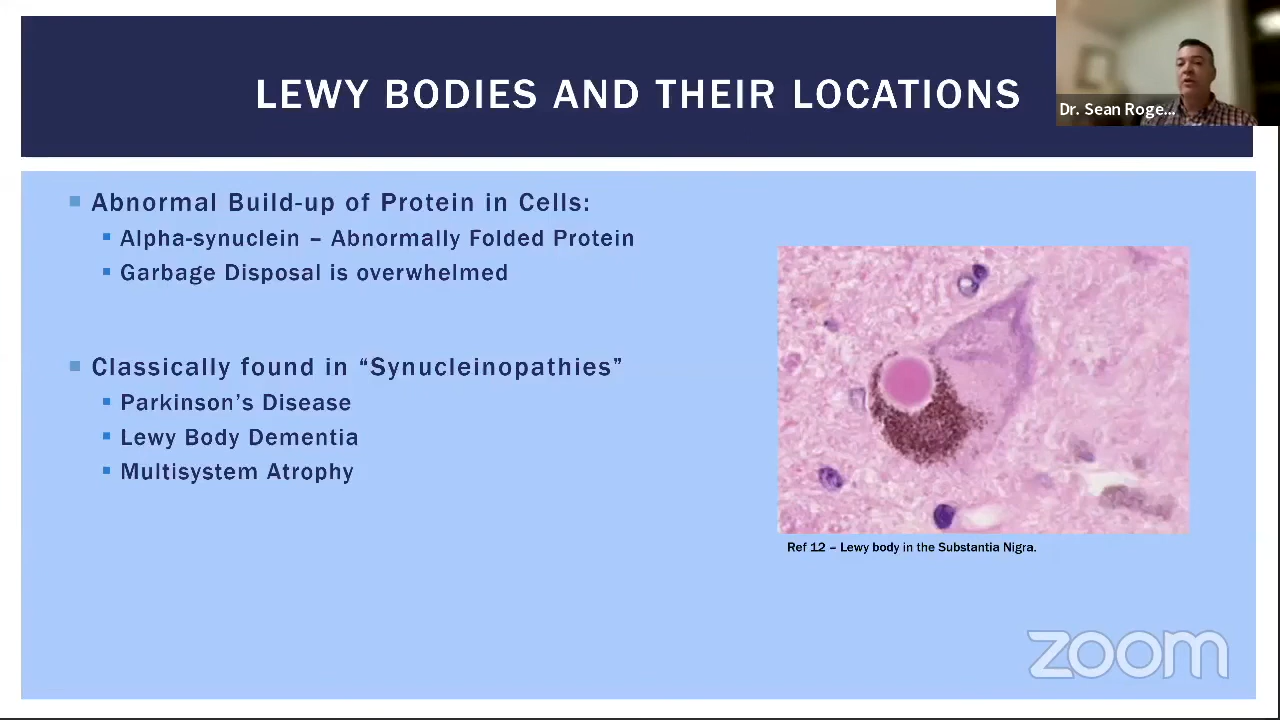 LEWY BODIES AND THEIR LOCATIONS
Dr. Sean Roge...
Abnormal Build-up of Protein in Cells:
Alpha-synuclein – Abnormally Folded Protein
Garbage Disposal is overwhelmed
Classically found in “Synucleinopathies”
Parkinson’s Disease
Lewy Body Dementia
Multisystem Atrophy
Ref 12 – Lewy body in the Substantia Nigra.
zoom